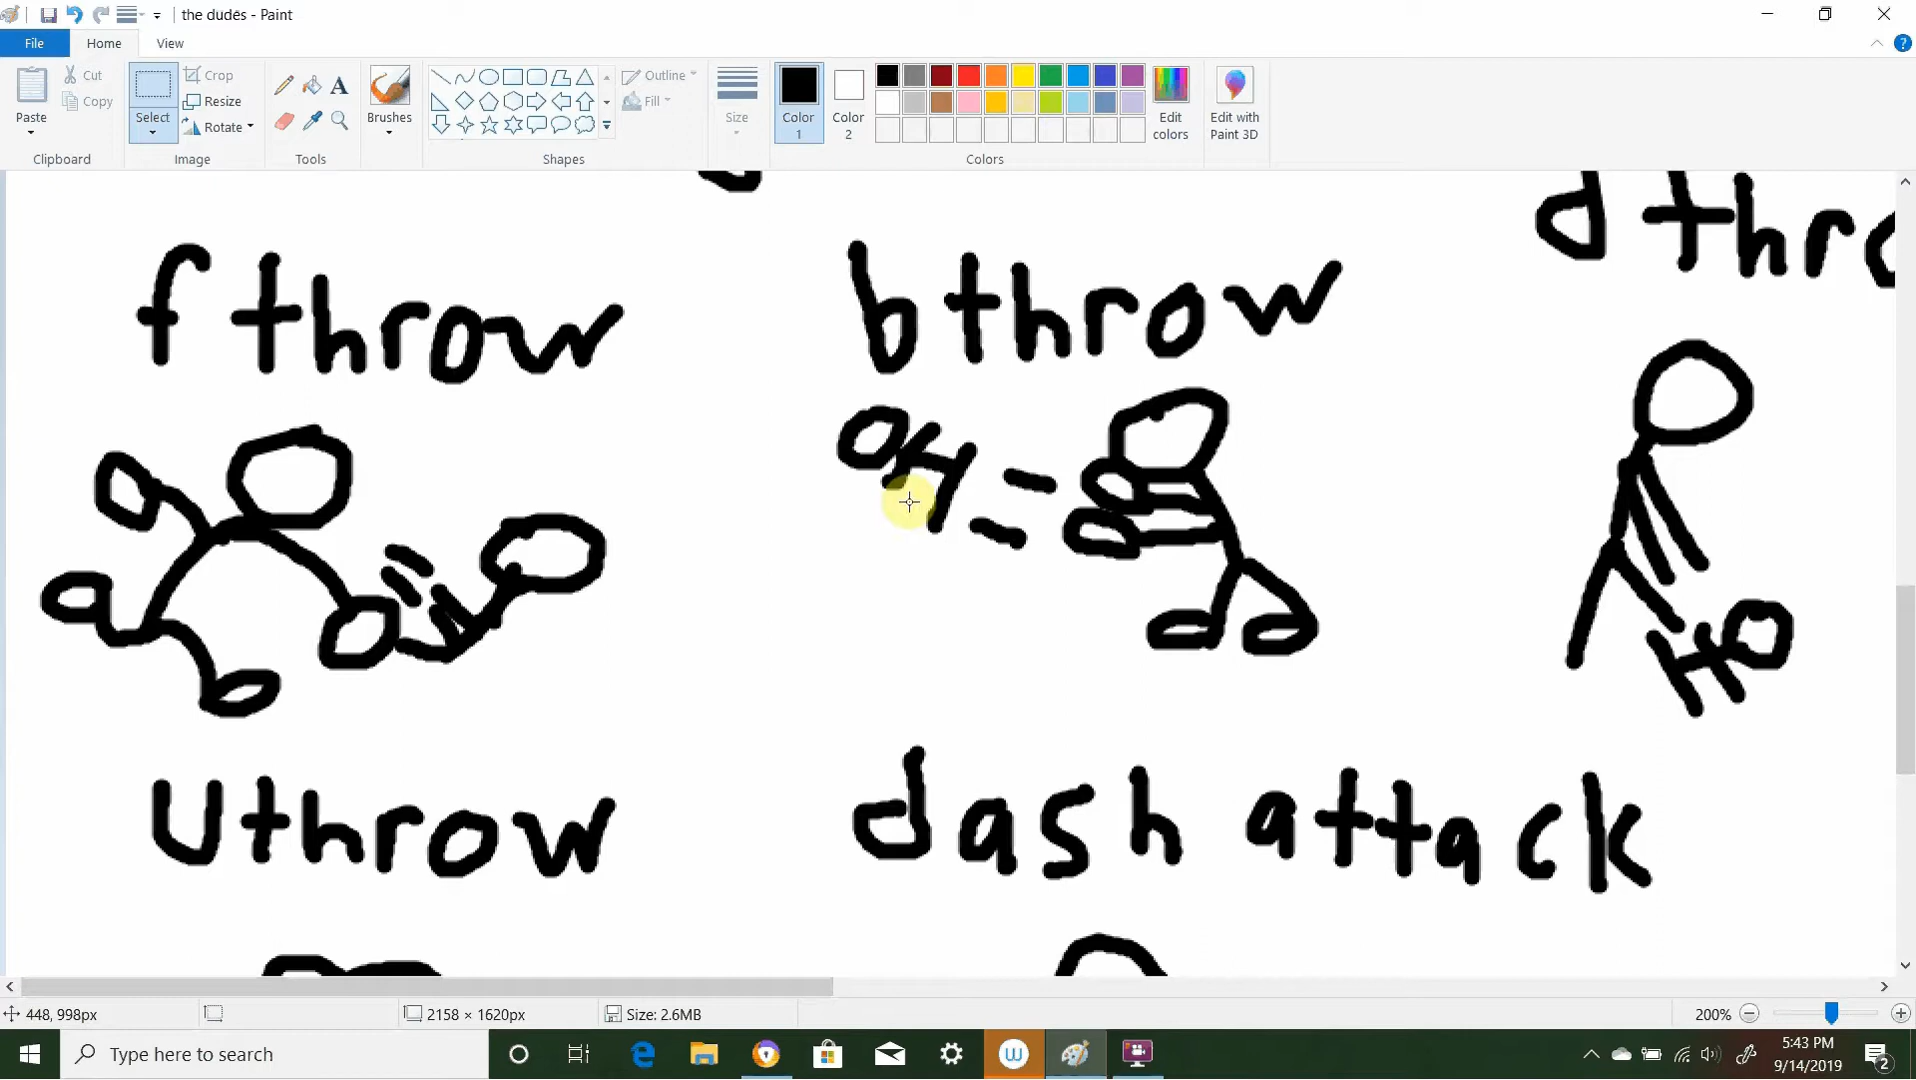 the dudes - Paint
File Home View
Paste
Cut
Copy
Clipboard
Select
Crop
Resize
Rotate
Image
Tools
Brushes
Shapes
Outline
Fill
Size
Color 1
Color 2
Colors
Edit colors
Edit with Paint 3D
d thro
f throw
b throw
U throw
dash attack
448, 998px
2158 × 1620px
Size: 2.6MB
200%
Type here to search
5:43 PM
9/14/2019
2